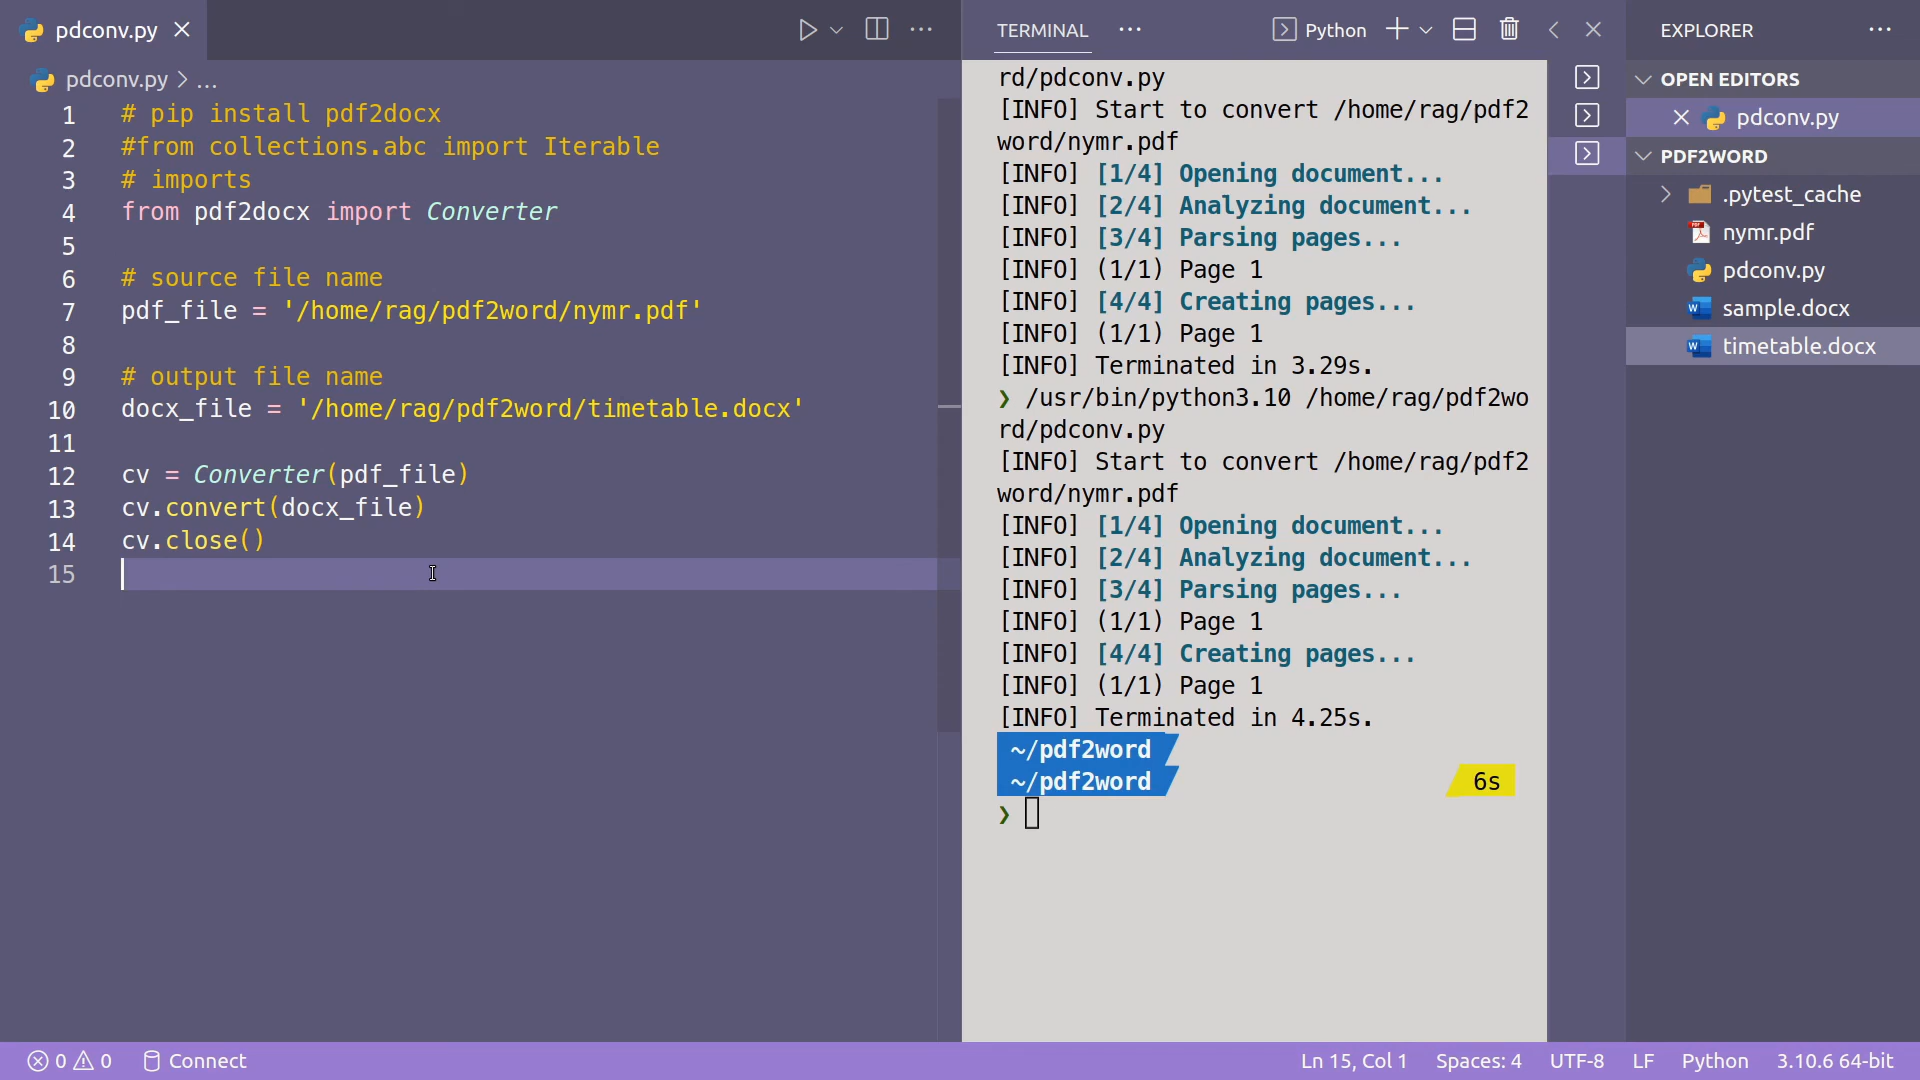 pdconv.py
pdconv.py > ...
1 # pip install pdf2docx
2 #from collections.abc import Iterable
3 # imports
4 from pdf2docx import Converter
5
6 # source file name
7 pdf_file = '/home/rag/pdf2word/nymr.pdf'
8
9 # output file name
10 docx_file = '/home/rag/pdf2word/timetable.docx'
11
12 cv = Converter(pdf_file)
13 cv.convert(docx_file)
14 cv.close()
15
TERMINAL ... Python
rd/pdconv.py
[INFO] Start to convert /home/rag/pdf2
word/nymr.pdf
[INFO] [1/4] Opening document...
[INFO] [2/4] Analyzing document...
[INFO] [3/4] Parsing pages...
[INFO] (1/1) Page 1
[INFO] [4/4] Creating pages...
[INFO] (1/1) Page 1
[INFO] Terminated in 3.29s.
❯ /usr/bin/python3.10 /home/rag/pdf2wo
rd/pdconv.py
[INFO] Start to convert /home/rag/pdf2
word/nymr.pdf
[INFO] [1/4] Opening document...
[INFO] [2/4] Analyzing document...
[INFO] [3/4] Parsing pages...
[INFO] (1/1) Page 1
[INFO] [4/4] Creating pages...
[INFO] (1/1) Page 1
[INFO] Terminated in 4.25s.
~/pdf2word
~/pdf2word 6s
❯
EXPLORER
OPEN EDITORS
pdconv.py
PDF2WORD
.pytest_cache
nymr.pdf
pdconv.py
sample.docx
timetable.docx
0 0 Connect Ln 15, Col 1 Spaces: 4 UTF-8 LF Python 3.10.6 64-bit